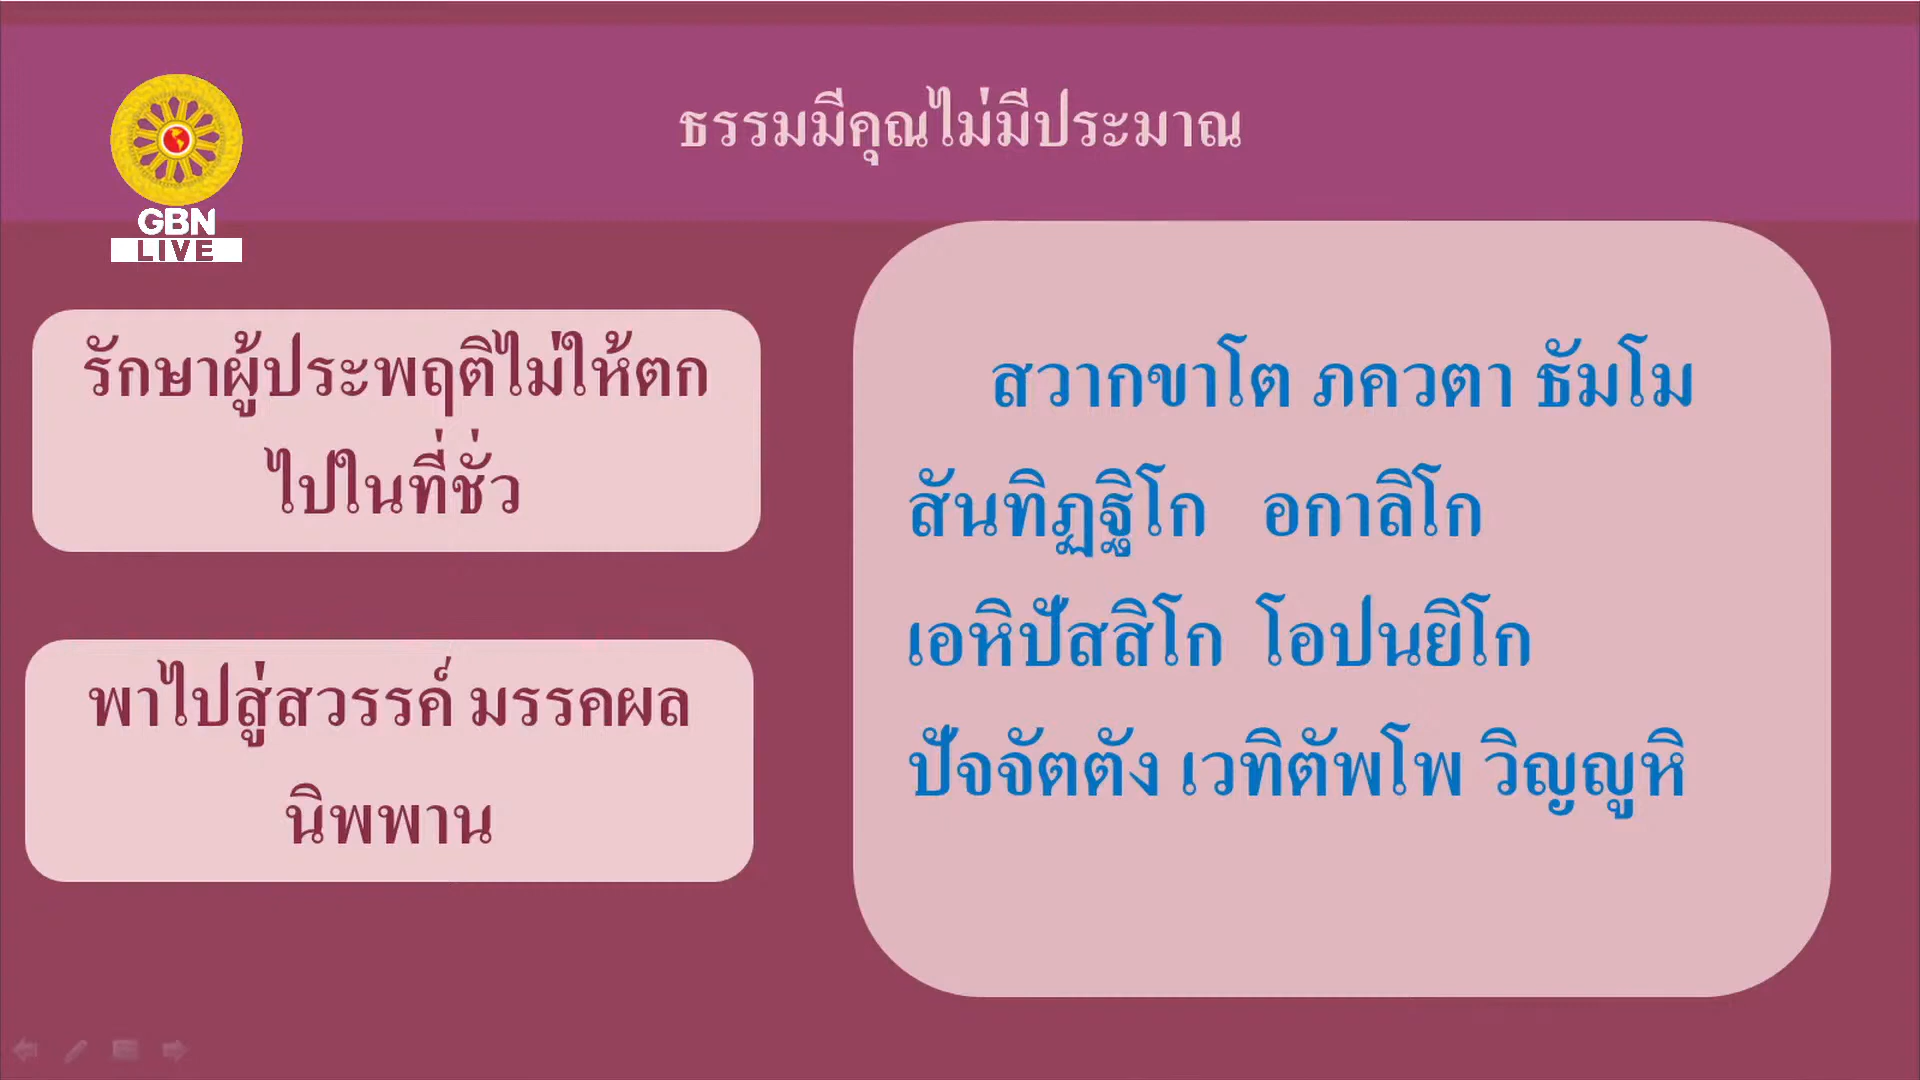 ธรรมมีคุณไม่มีประมาณ
GBN
LIVE
รักษาผู้ประพฤติไม่ให้ตก
ไปในที่ชั่ว
พาไปสู่สวรรค์ มรรคผล
นิพพาน
สวากขาโต ภควตา ธัมโม
สันทิฏฐิโก อกาลิโก
เอหิปัสสิโก โอปนยิโก
ปัจจัตตัง เวทิตัพโพ วิญญูหิ